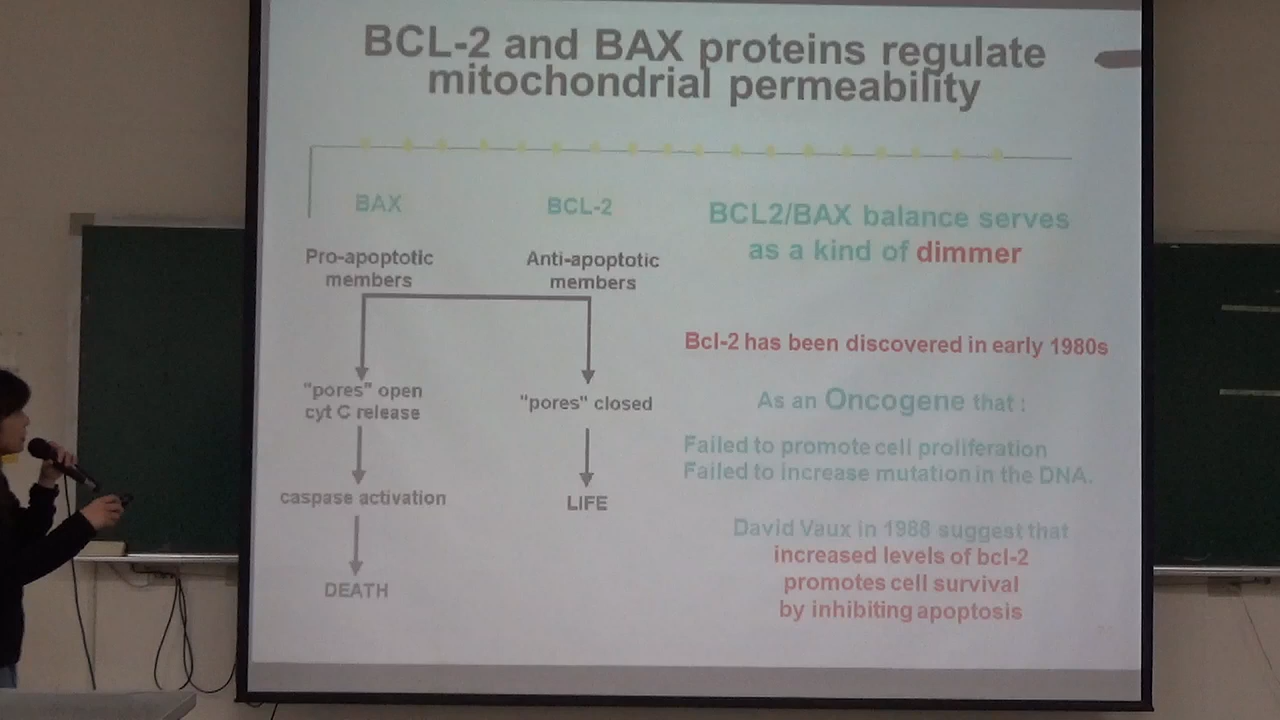 BCL-2 and BAX proteins regulate
mitochondrial permeability
BAX
BCL-2
Pro-apoptotic
members
Anti-apoptotic
members
"pores" open
cyt C release
"pores" closed
caspase activation
LIFE
DEATH
BCL2/BAX balance serves
as a kind of dimmer
Bcl-2 has been discovered in early 1980s
As an Oncogene that :
Failed to promote cell proliferation
Failed to increase mutation in the DNA.
David Vaux in 1988 suggest that
increased levels of bcl-2
promotes cell survival
by inhibiting apoptosis